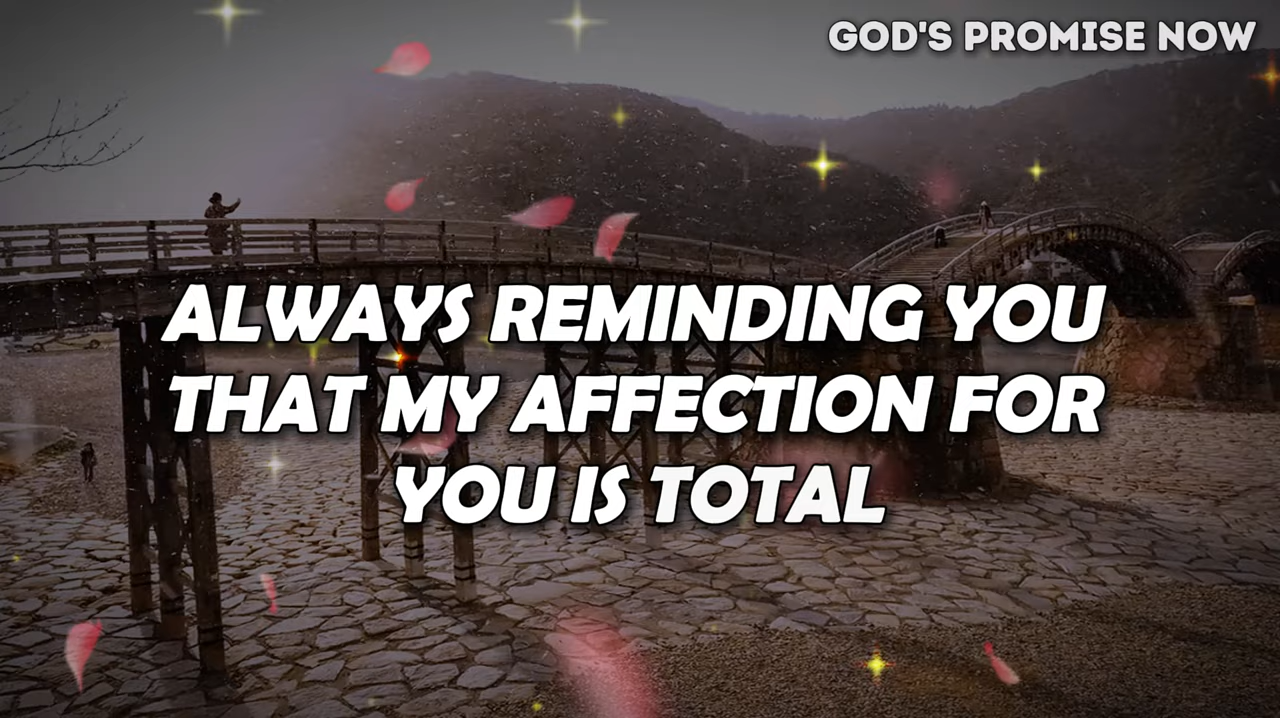 GOD'S PROMISE NOW
ALWAYS REMINDING YOU
THAT MY AFFECTION FOR
YOU IS TOTAL